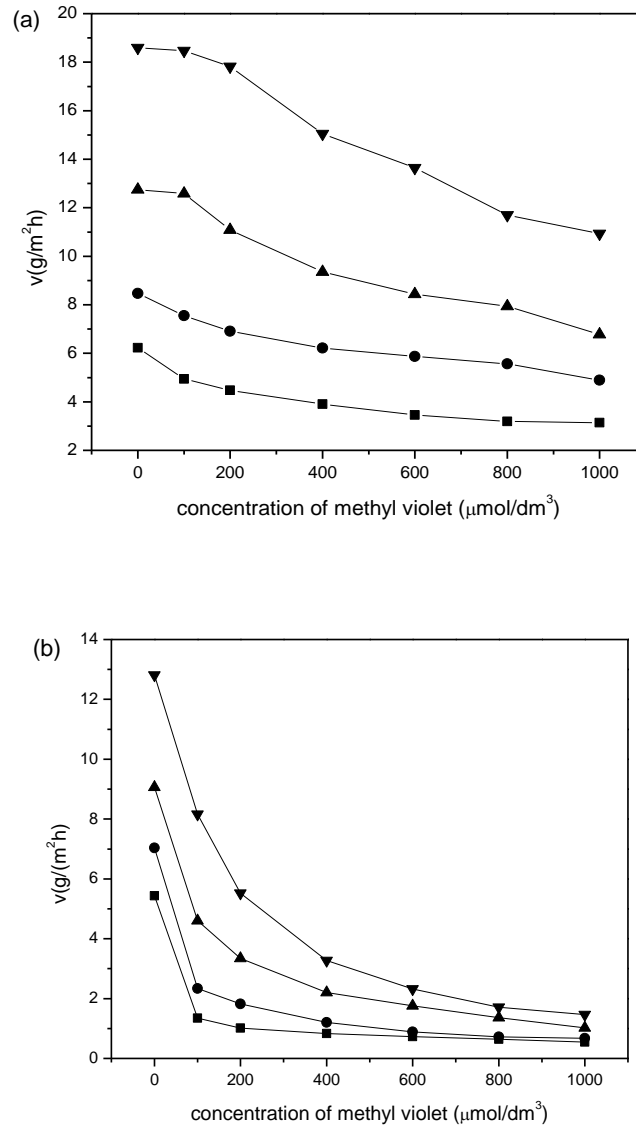 (a)
20
18
16
14
12
10
8
6
4
2
v(g/m²h)
0 200 400 600 800 1000
concentration of methyl violet (μmol/dm³)
(b)
14
12
10
8
6
4
2
0
v(g/(m²h)
0 200 400 600 800 1000
concentration of methyl violet (μmol/dm³)